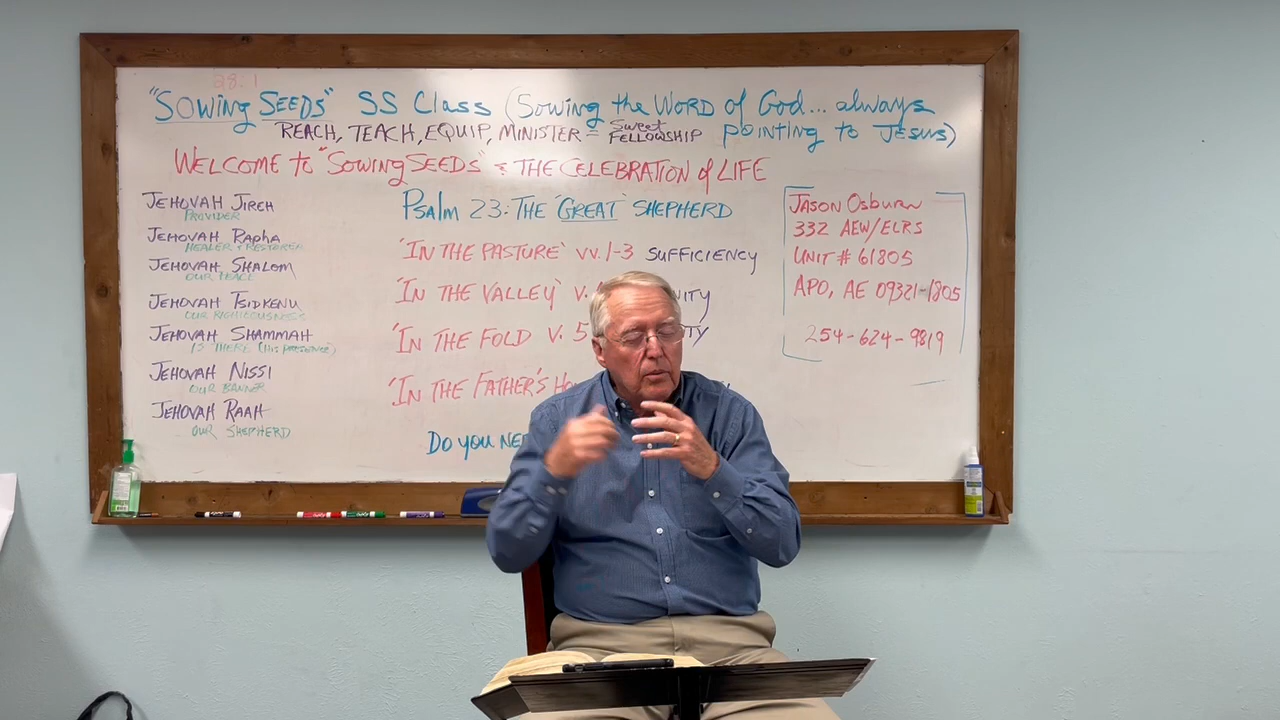 28:1
"SOWING SEEDS" SS CLASS (SOWING THE WORD OF GOD... always
REACH, TEACH, EQUIP, MINISTER = Sweet FELLOWSHIP pointing to JESUS)
WELCOME TO "SOWING SEEDS" & THE CELEBRATION of LIFE
JEHOVAH JIREH
PROVIDER
JEHOVAH RAPHA
HEALER & RESTORER
JEHOVAH SHALOM
OUR PEACE
JEHOVAH TSIDKENU
OUR RIGHTEOUSNESS
JEHOVAH SHAMMAH
IS THERE (HIS PRESENCE)
JEHOVAH NISSI
OUR BANNER
JEHOVAH RAAH
OUR SHEPHERD
PSALM 23: THE 'GREAT' SHEPHERD
'IN THE PASTURE' vv. 1-3 SUFFICIENCY
'IN THE VALLEY' v.
'IN THE FOLD v. 5
'IN THE FATHER'S
DO YOU
JASON OSBURN
332 AEW/ELRS
UNIT # 61805
APO, AE 09321-1805
254-624-9819